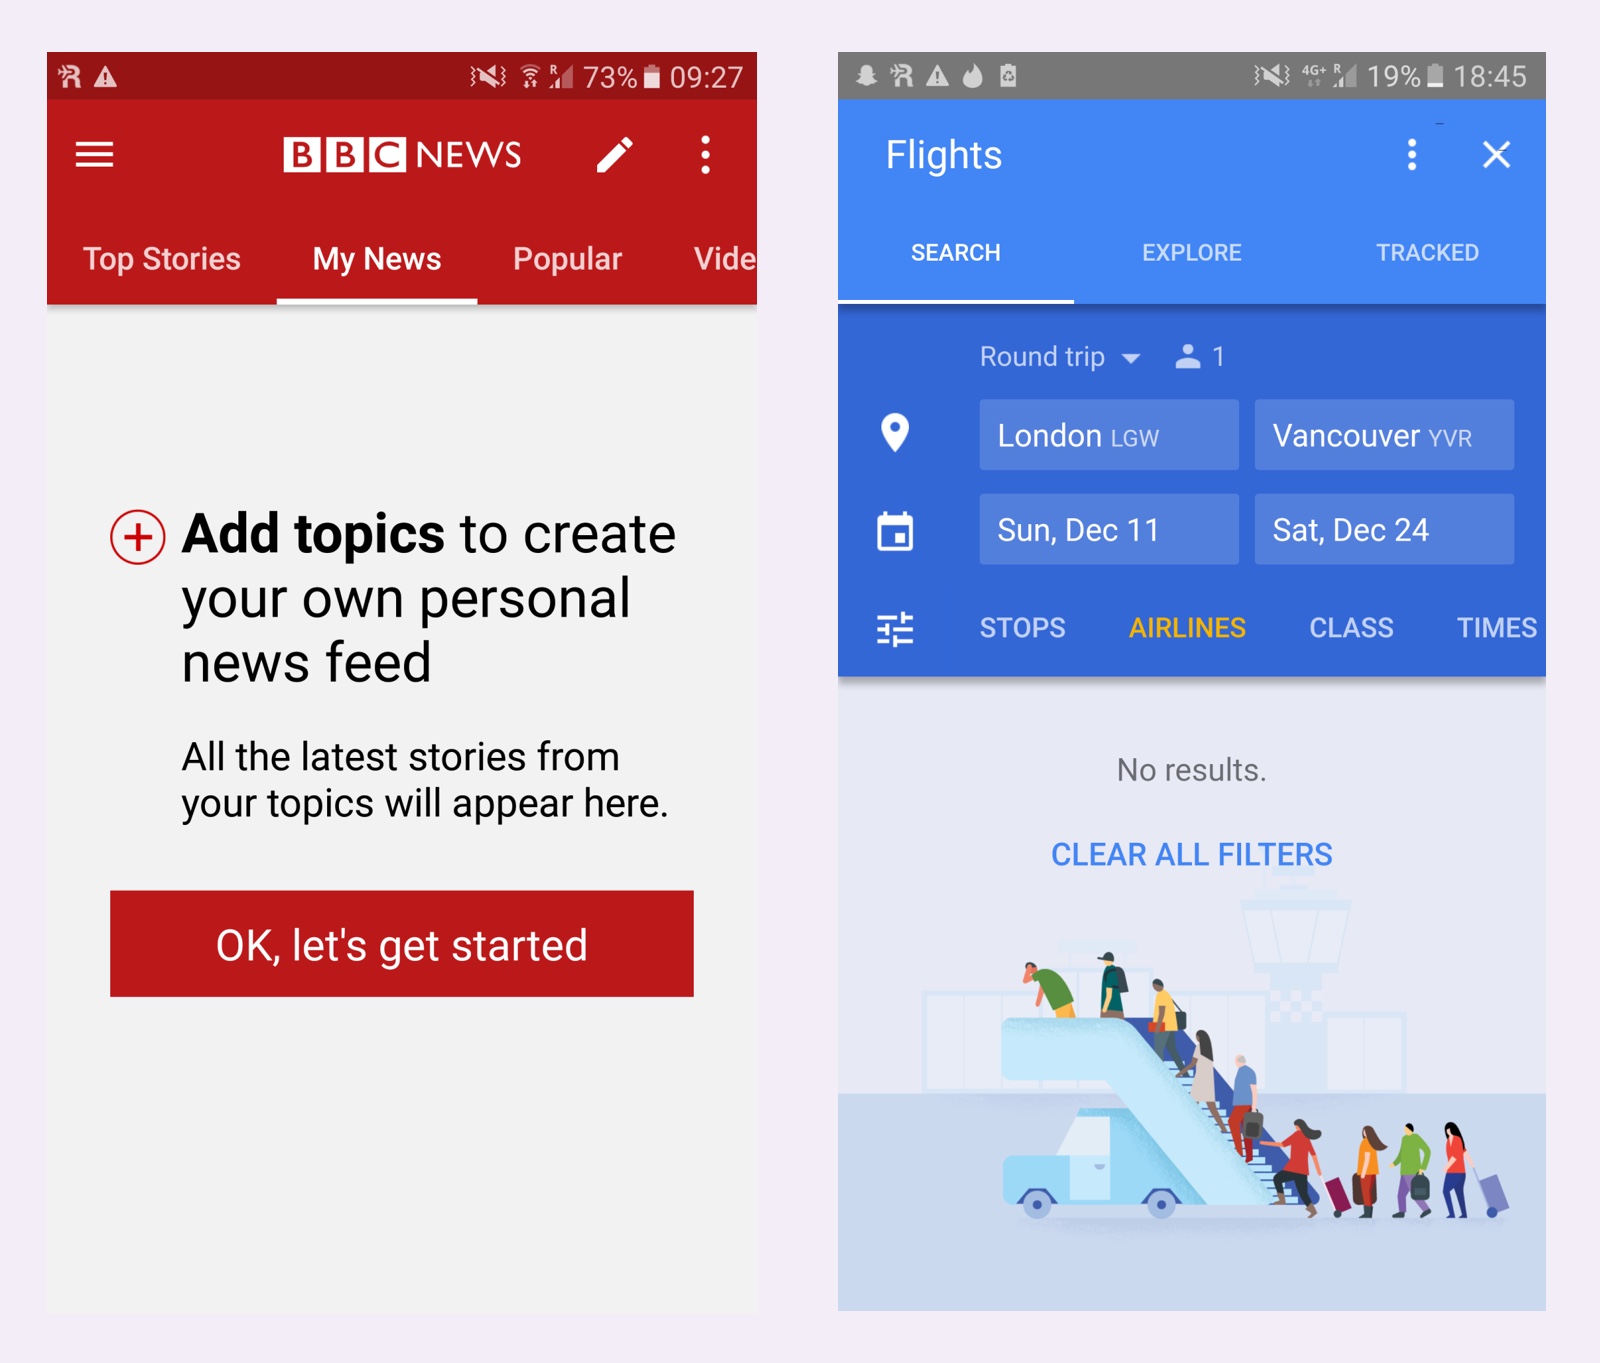 R 73% 09:27
BBC NEWS
Top Stories My News Popular Vide
Add topics to create
your own personal
news feed
All the latest stories from
your topics will appear here.
OK, let's get started
4G+ R 19% 18:45
Flights
SEARCH EXPLORE TRACKED
Round trip 1
London LGW Vancouver YVR
Sun, Dec 11 Sat, Dec 24
STOPS AIRLINES CLASS TIMES
No results.
CLEAR ALL FILTERS